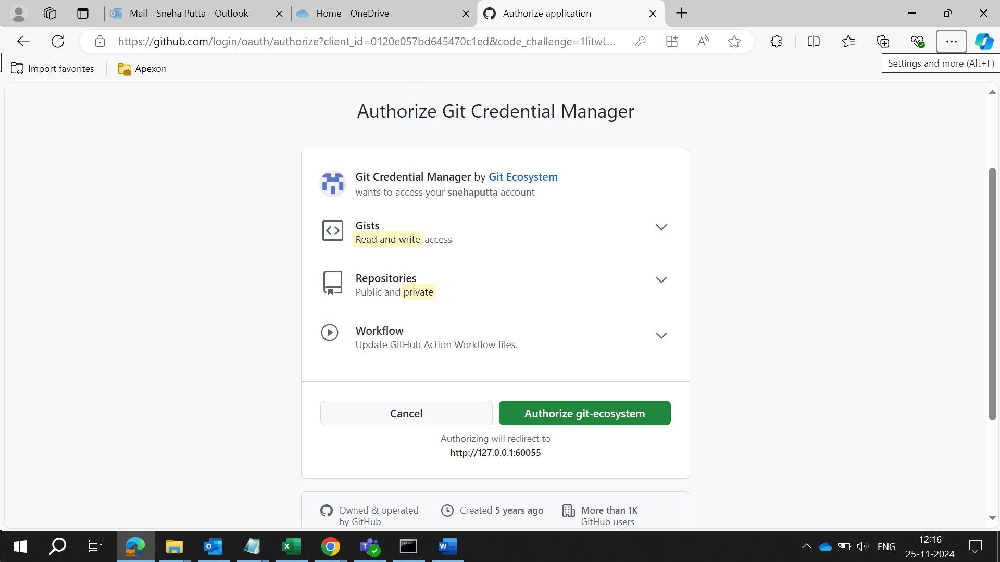 Mail - Sneha Putta - Outlook
Home - OneDrive
Authorize application
https://github.com/login/oauth/authorize?client_id=0120e057bd645470c1ed&code_challenge=1litwL...
Import favorites
Apexon
Settings and more (Alt+F)
Authorize Git Credential Manager
Git Credential Manager by Git Ecosystem
wants to access your snehaputta account
Gists
Read and write access
Repositories
Public and private
Workflow
Update GitHub Action Workflow files.
Cancel
Authorize git-ecosystem
Authorizing will redirect to
http://127.0.0.1:60055
Owned & operated
by GitHub
Created 5 years ago
More than 1K
GitHub users
ENG
12:16
25-11-2024